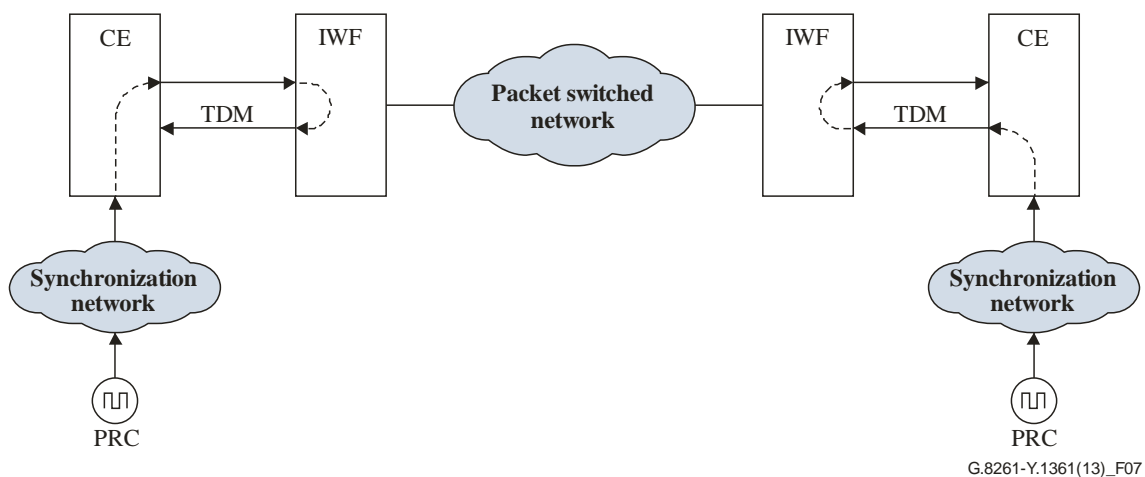 CE
IWF
IWF
CE
TDM
Packet switched
network
TDM
Synchronization
network
Synchronization
network
PRC
PRC
G.8261-Y.1361(13)_F07